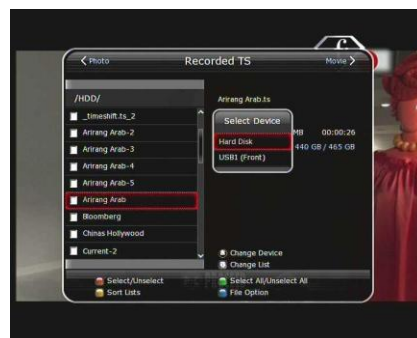 Photo
Recorded TS
Movie
/HDD/
_timeshift.ts_2
Arirang Arab-2
Arirang Arab-3
Arirang Arab-4
Arirang Arab-5
Arirang Arab
Bloomberg
Chinas Hollywood
Current-2
Arirang Arab.ts
Select Device
Hard Disk
USB1 (Front)
MB 00:00:26
440 GB / 465 GB
Change Device
Change List
Select/Unselect
Select All/Unselect All
Sort Lists
File Option